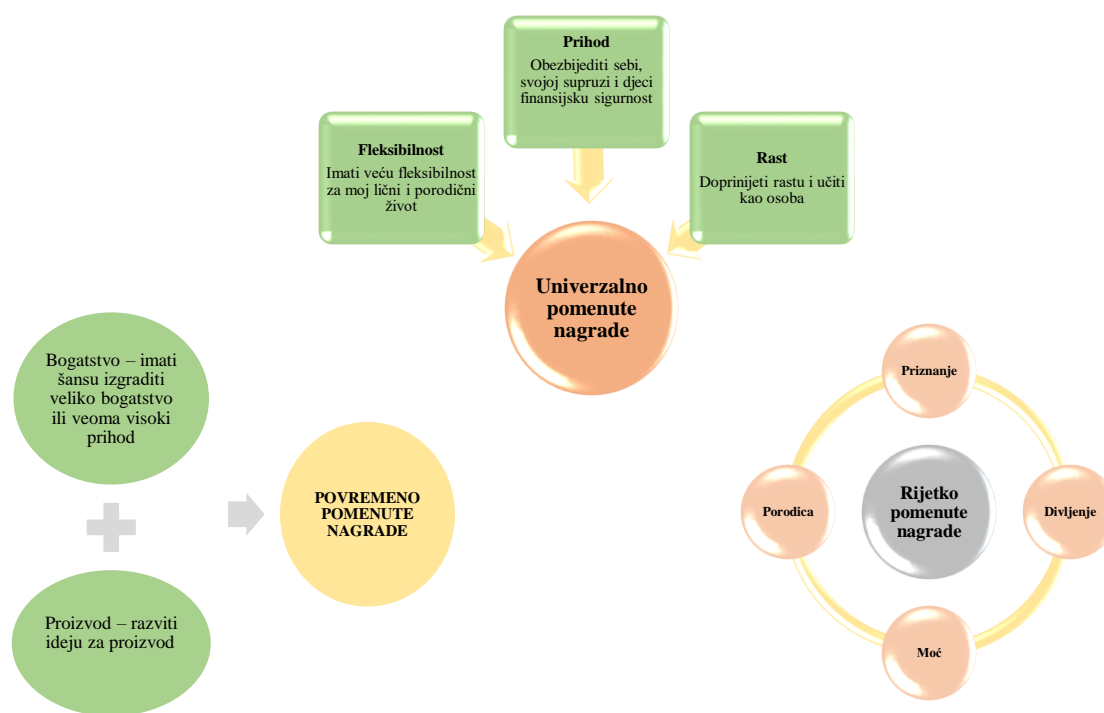 Prihod
Obezbijediti sebi,
svojoj supruzi i djeci
finansijsku sigurnost
Fleksibilnost
Imati veću fleksibilnost
za moj lični i porodični
život
Rast
Doprinijeti rastu i učiti
kao osoba
Univerzalno
pomenute
nagrade
Bogatstvo – imati
šansu izgraditi
veliko bogatstvo
ili veoma visoki
prihod
Proizvod – razviti
ideju za proizvod
POVREMENO
POMENUTE
NAGRADE
Priznanje
Porodica
Rijetko
pomenute
nagrade
Divljenje
Moć